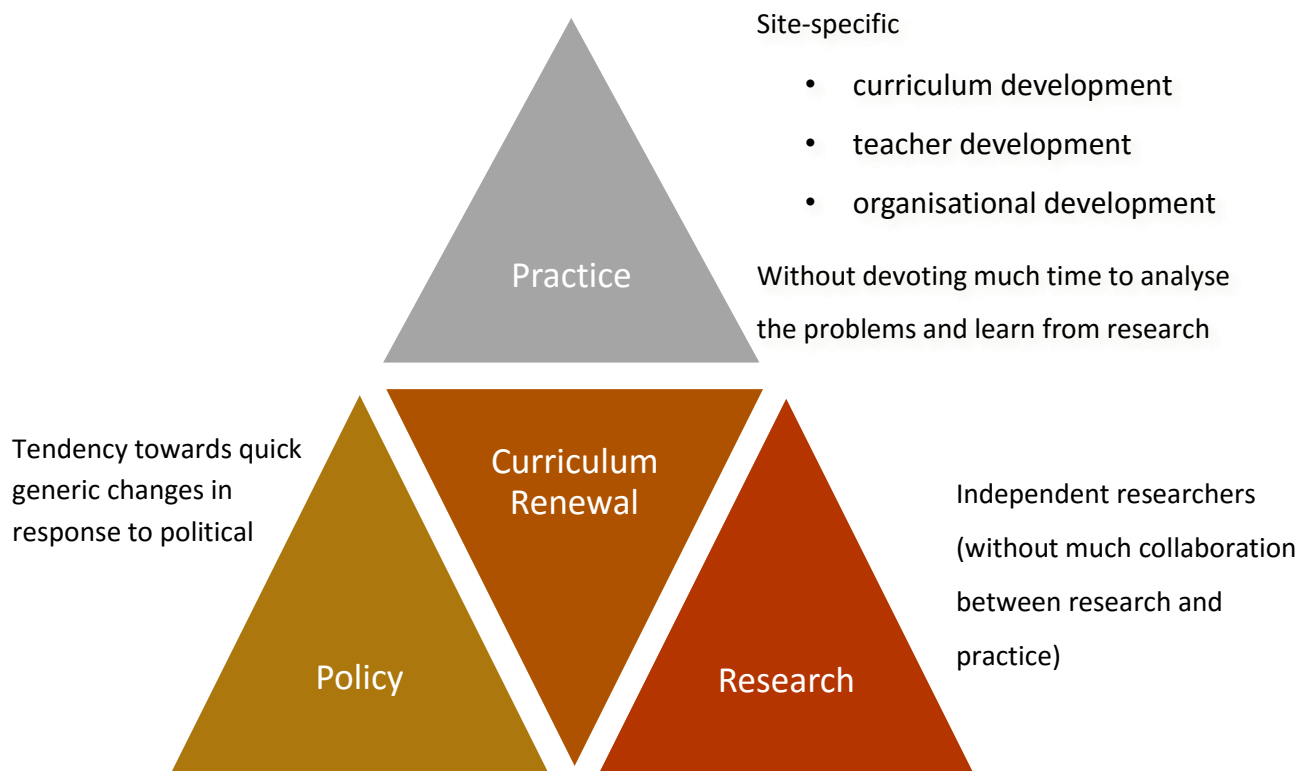 Site-specific
• curriculum development
• teacher development
• organisational development
Practice
Without devoting much time to analyse
the problems and learn from research
Tendency towards quick
generic changes in
response to political
Curriculum
Renewal
Independent researchers
(without much collaboration
between research and
practice)
Policy
Research